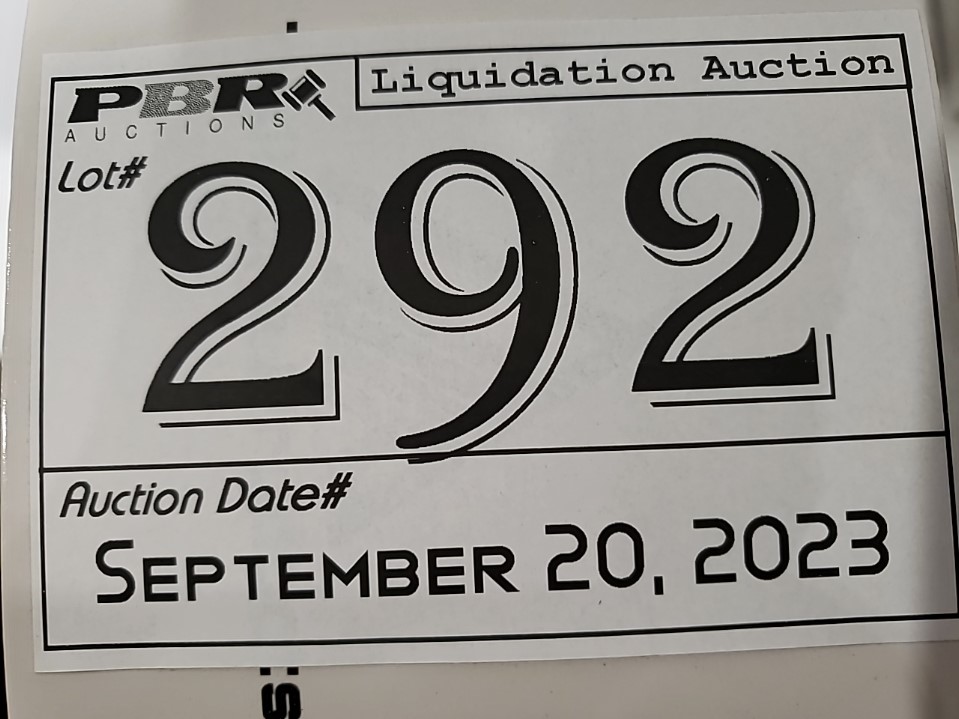 PBR
AUCTIONS
Liquidation Auction
Lot#
292
Auction Date#
SEPTEMBER 20, 2023
S: